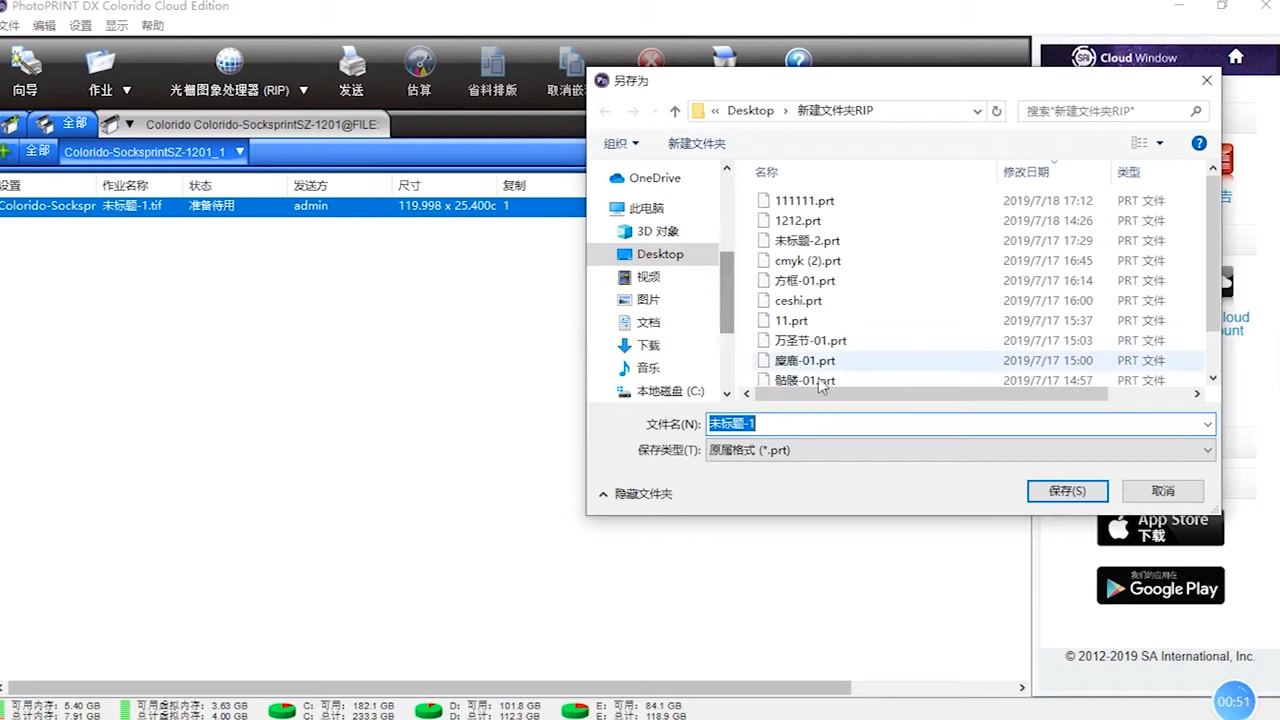 PhotoPRINT DX Colorido Cloud Edition
文件 编辑 设置 显示 帮助
向导 作业 光栅图象处理器 (RIP) 发送 估算 省料排版 取消嵌
全部 Colorido Colorido-SocksprintSZ-1201@FILE:
全部 Colorido-SocksprintSZ-1201_1
设置 作业名称 状态 发送方 尺寸 复制
Colorido-Sockspr 未标题-1.tif 准备待用 admin 119.998 x 25.400c 1
另存为
« Desktop › 新建文件夹RIP
搜索"新建文件夹RIP"
组织 新建文件夹
OneDrive
此电脑
3D 对象
Desktop
视频
图片
文档
下载
音乐
本地磁盘 (C:)
名称 修改日期 类型
111111.prt 2019/7/18 17:12 PRT 文件
1212.prt 2019/7/18 14:26 PRT 文件
未标题-2.prt 2019/7/17 17:29 PRT 文件
cmyk (2).prt 2019/7/17 16:45 PRT 文件
方框-01.prt 2019/7/17 16:14 PRT 文件
ceshi.prt 2019/7/17 16:00 PRT 文件
11.prt 2019/7/17 15:37 PRT 文件
万圣节-01.prt 2019/7/17 15:03 PRT 文件
麋鹿-01.prt 2019/7/17 15:00 PRT 文件
骷髅-01.prt 2019/7/17 14:57 PRT 文件
文件名(N): 未标题-1
保存类型(T): 原属格式 (*.prt)
隐藏文件夹 保存(S) 取消
SAi Cloud Window
告
loud
unt
App Store
下载
我们的应用在
Google Play
© 2012-2019 SA International, Inc.
可用内存: 5.40 GB 可用虚拟内存: 3.63 GB C: 可用: 182.1 GB D: 可用: 101.0 GB E: 可用: 84.1 GB
总计内存: 7.91 GB 总计虚拟内存: 4.00 GB 总计: 233.3 GB 总计: 112.3 GB 总计: 118.9 GB
00:51